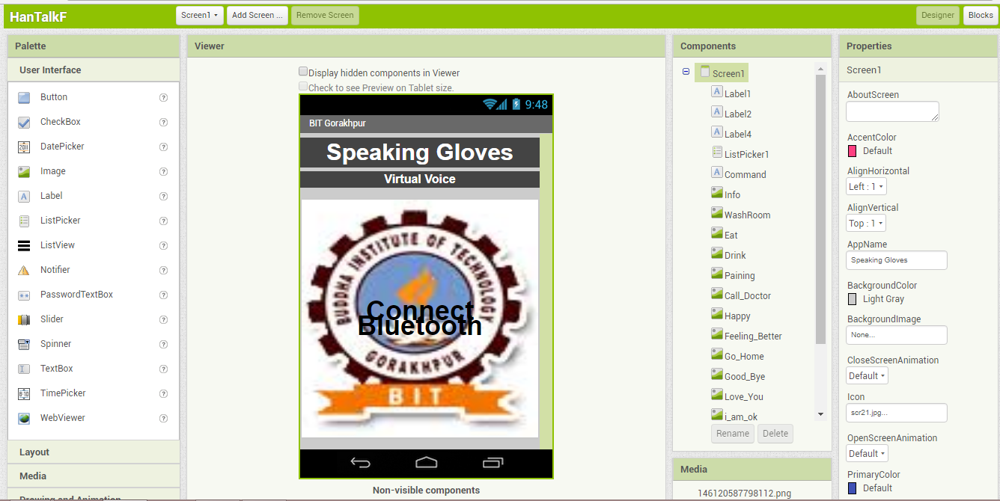 HanTalkF
Screen1
Add Screen ...
Remove Screen
Designer
Blocks
Palette
User Interface
Button
CheckBox
DatePicker
Image
Label
ListPicker
ListView
Notifier
PasswordTextBox
Slider
Spinner
TextBox
TimePicker
WebViewer
Layout
Media
Drawing and Animation
Viewer
Display hidden components in Viewer
Check to see Preview on Tablet size.
9:48
BIT Gorakhpur
Speaking Gloves
Virtual Voice
BUDDHA INSTITUTE OF TECHNOLOGY
Connect
Bluetooth
GORAKHPUR
BIT
Non-visible components
Components
Screen1
Label1
Label2
Label4
ListPicker1
Command
Info
WashRoom
Eat
Drink
Paining
Call_Doctor
Happy
Feeling_Better
Go_Home
Good_Bye
Love_You
i_am_ok
Rename
Delete
Media
146120587798112.png
Properties
Screen1
AboutScreen
AccentColor
Default
AlignHorizontal
Left : 1
AlignVertical
Top : 1
AppName
Speaking Gloves
BackgroundColor
Light Gray
BackgroundImage
None...
CloseScreenAnimation
Default
Icon
scr21.jpg...
OpenScreenAnimation
Default
PrimaryColor
Default